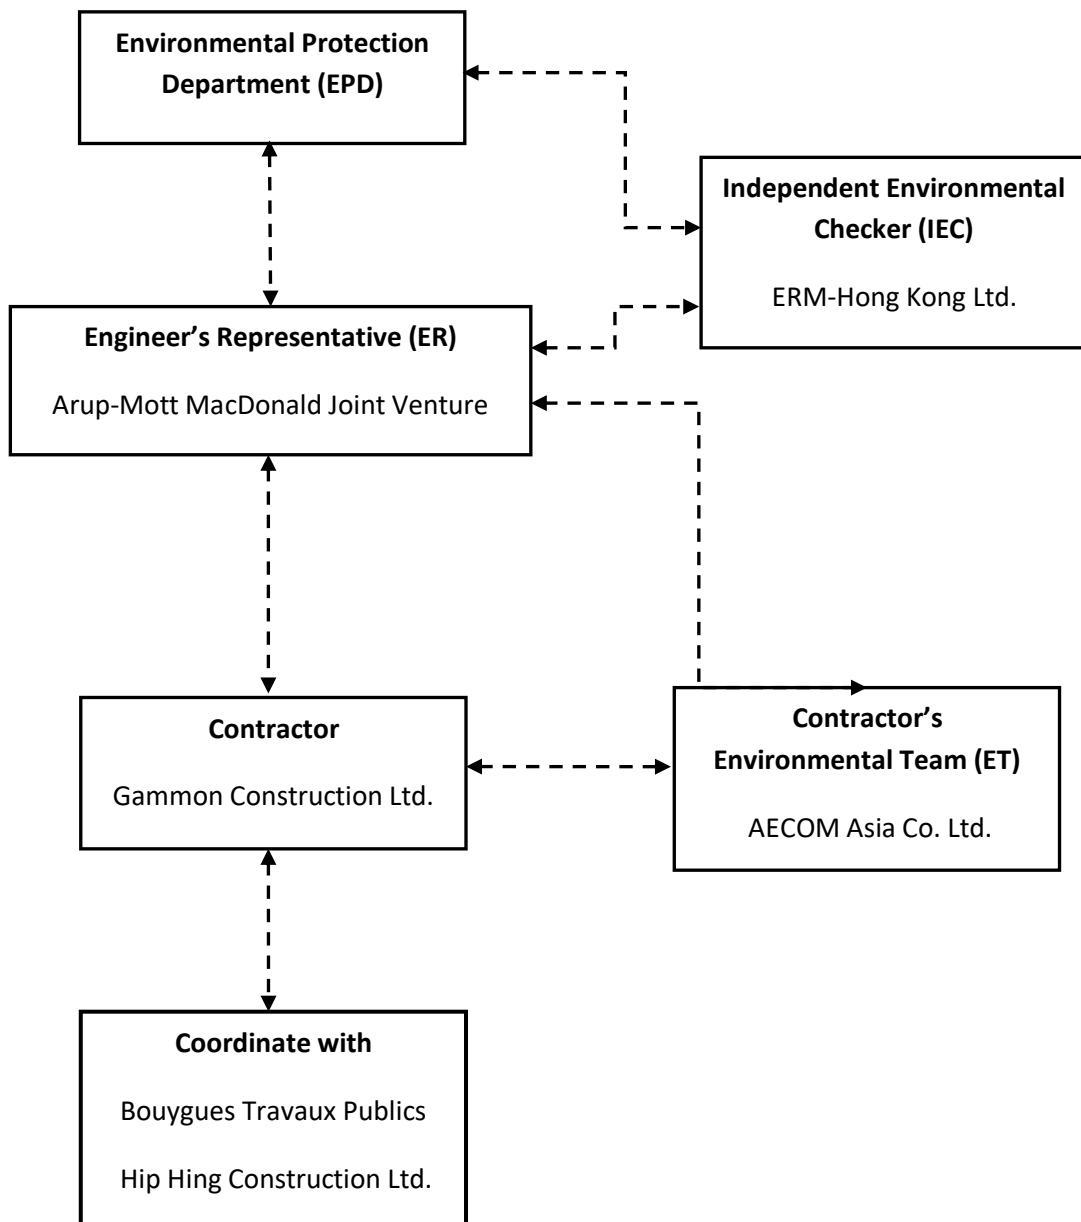 Environmental Protection
Department (EPD)
Independent Environmental
Checker (IEC)
ERM-Hong Kong Ltd.
Engineer’s Representative (ER)
Arup-Mott MacDonald Joint Venture
Contractor
Gammon Construction Ltd.
Contractor’s
Environmental Team (ET)
AECOM Asia Co. Ltd.
Coordinate with
Bouygues Travaux Publics
Hip Hing Construction Ltd.